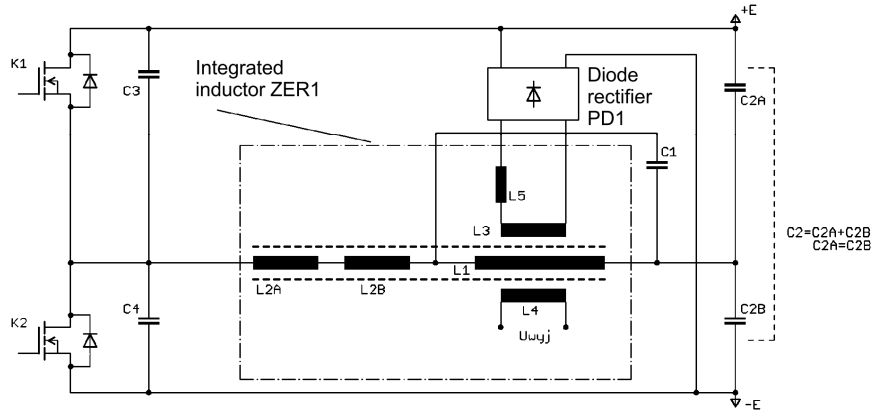 +E
K1
C3
Integrated
inductor ZER1
Diode
rectifier
PD1
C2A
C1
L5
L3
C2=C2A+C2B
C2A=C2B
L1
L2A
L2B
L4
C4
C2B
K2
Uwyj
-E